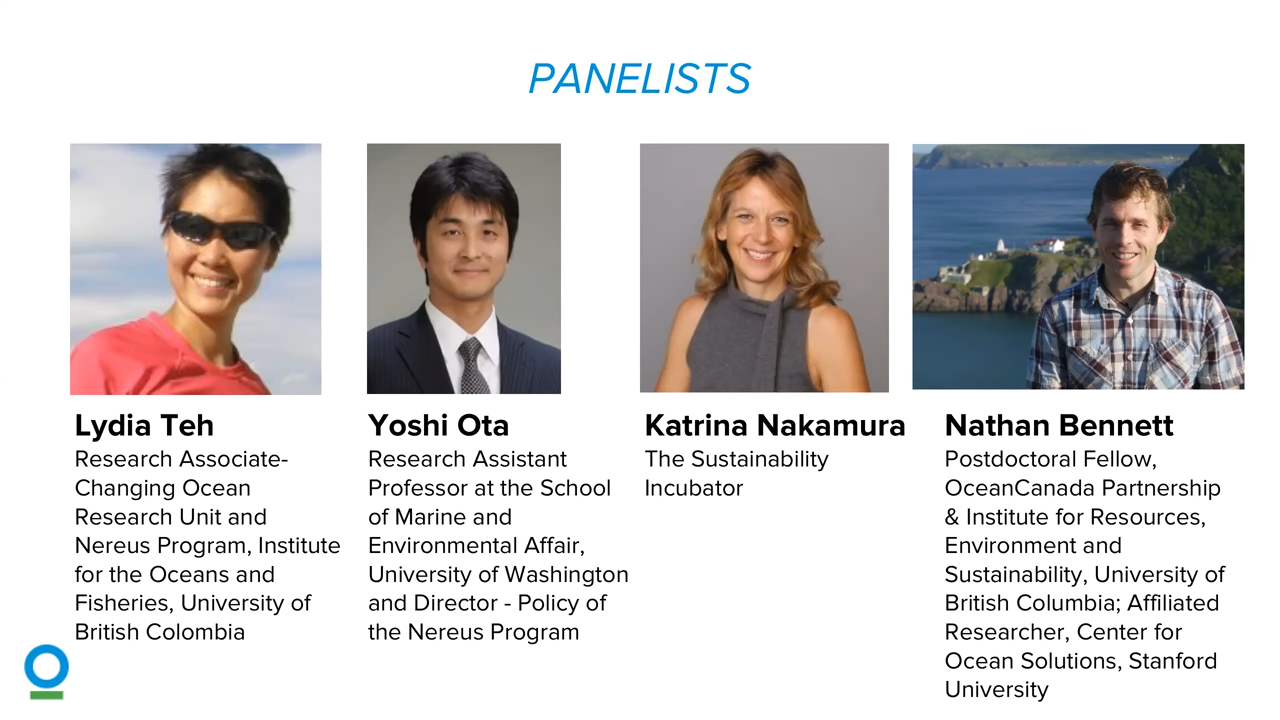 PANELISTS
Lydia Teh
Research Associate-
Changing Ocean
Research Unit and
Nereus Program, Institute
for the Oceans and
Fisheries, University of
British Colombia
Yoshi Ota
Research Assistant
Professor at the School
of Marine and
Environmental Affair,
University of Washington
and Director - Policy of
the Nereus Program
Katrina Nakamura
The Sustainability
Incubator
Nathan Bennett
Postdoctoral Fellow,
OceanCanada Partnership
& Institute for Resources,
Environment and
Sustainability, University of
British Columbia; Affiliated
Researcher, Center for
Ocean Solutions, Stanford
University